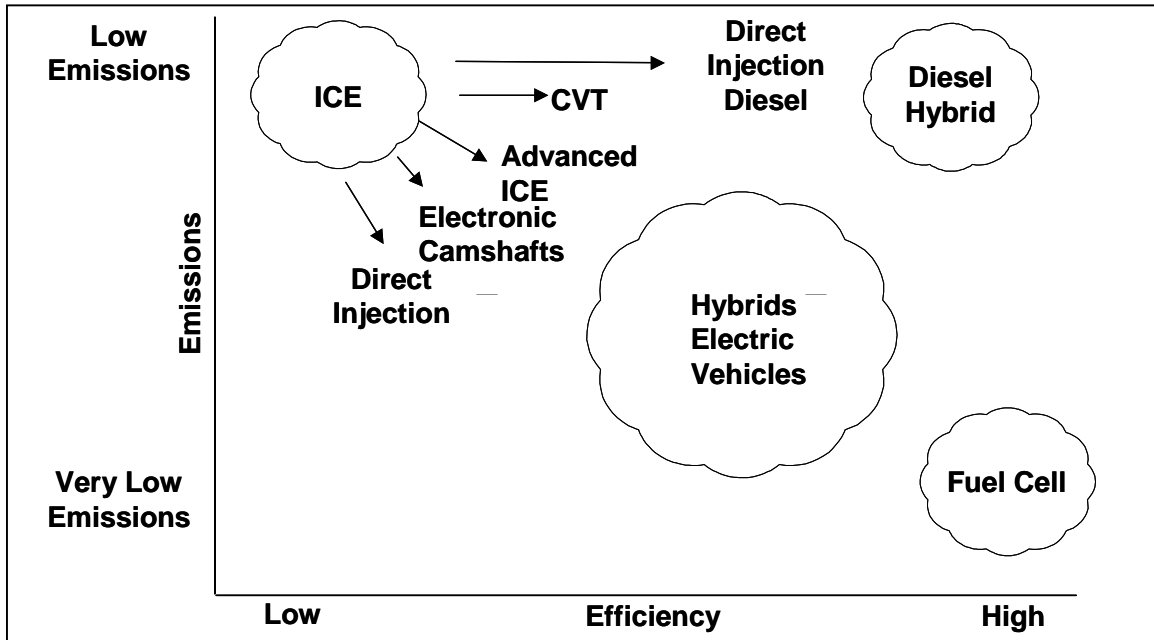 Low
Emissions
ICE
Direct
Injection
Diesel
Diesel
Hybrid
CVT
Advanced
ICE
Electronic
Camshafts
Direct
Injection
Emissions
Hybrids
Electric
Vehicles
Very Low
Emissions
Fuel Cell
Low
Efficiency
High